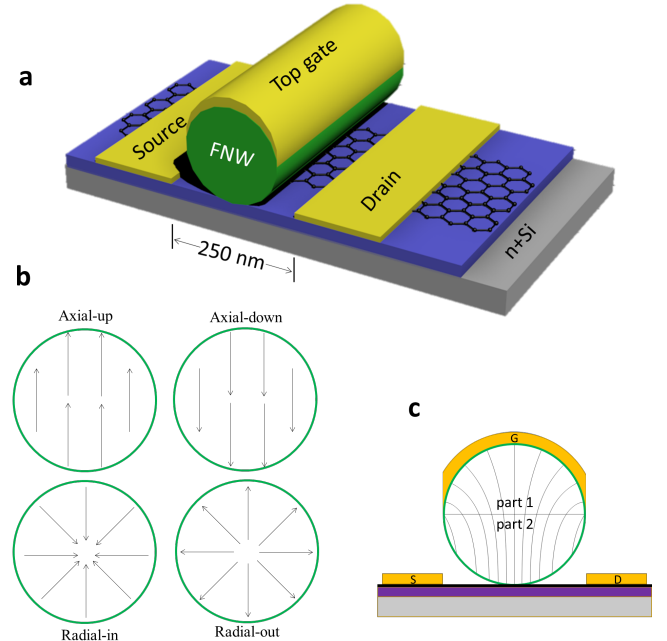 a
Top gate
Source
FNW
Drain
n+Si
250 nm
b
Axial-up
Axial-down
Radial-in
Radial-out
c
G
part 1
part 2
S
D